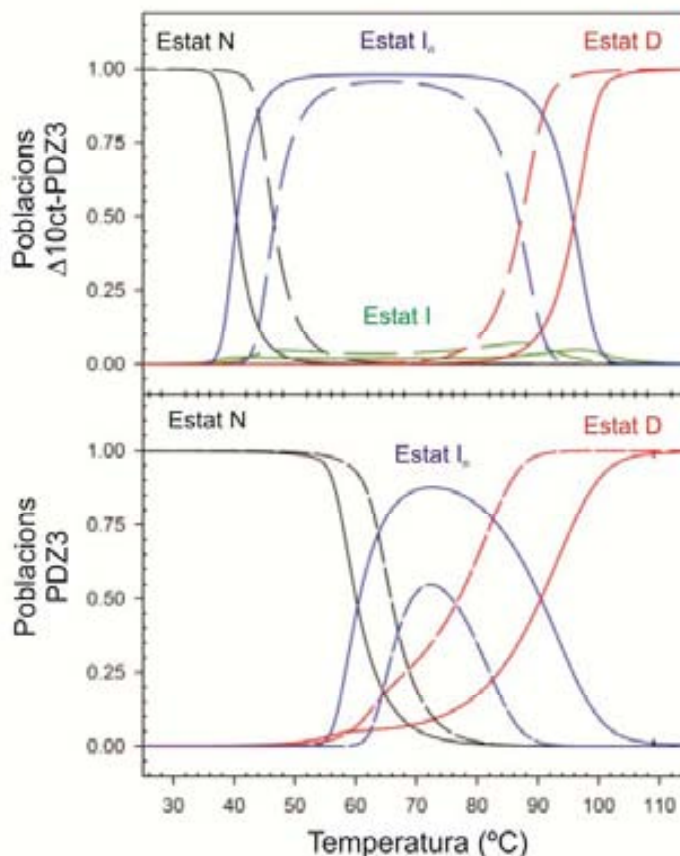 Estat N
Estat Iₙ
Estat D
1.00
0.75
0.50
0.25
0.00
Poblacions
Δ10ct-PDZ3
Estat I
Estat N
Estat Iₙ
Estat D
1.00
0.75
0.50
0.25
0.00
Poblacions
PDZ3
30 40 50 60 70 80 90 100 110
Temperatura (ºC)